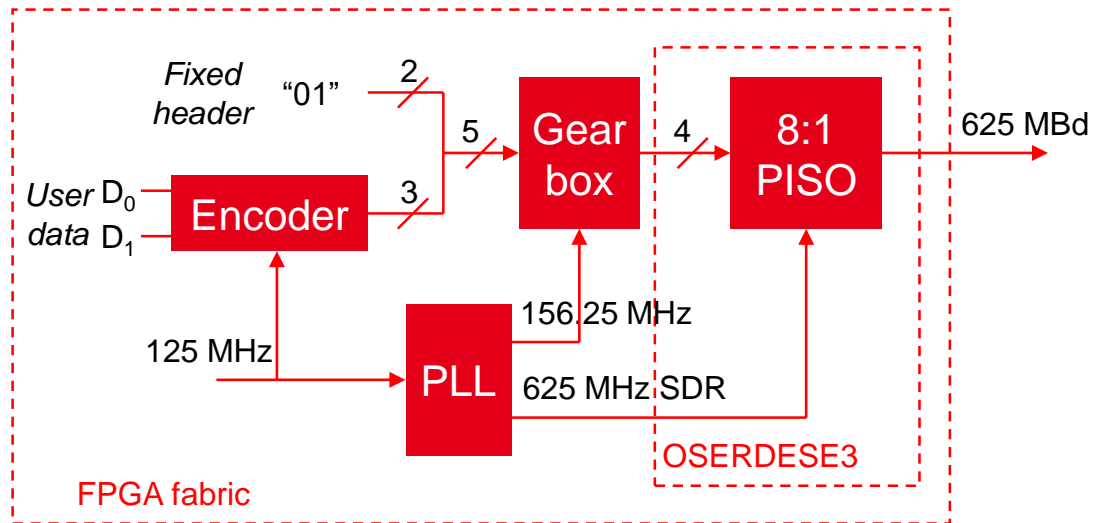 Fixed
header
“01”
2
User D0
data D1
Encoder
3
5
Gear
box
4
8:1
PISO
625 MBd
125 MHz
PLL
156.25 MHz
625 MHz SDR
OSERDESE3
FPGA fabric